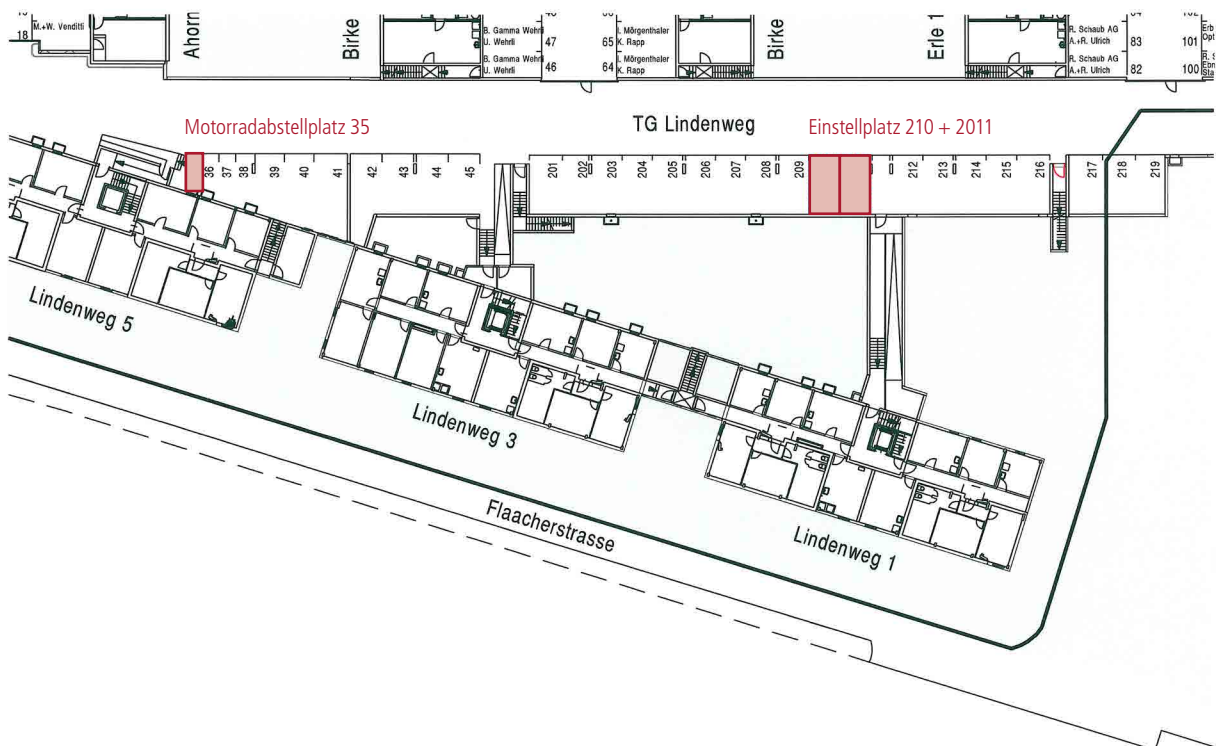 M.+W. Venditti
18
Ahorn
Birke
B. Gamma Wehrli
U. Wehrli
47
B. Gamma Wehrli
U. Wehrli
46
65
I. Mörgenthaler
K. Rapp
64
I. Mörgenthaler
K. Rapp
Birke
Erle 1
R. Schaub AG
A.+R. Ulrich
83
101
R. Schaub AG
A.+R. Ulrich
82
100
Motorradabstellplatz 35
TG Lindenweg
Einstellplatz 210 + 2011
36
37
38
39
40
41
42
43
44
45
201
202
203
204
205
206
207
208
209
212
213
214
215
216
217
218
219
Lindenweg 5
Lindenweg 3
Lindenweg 1
Flaacherstrasse